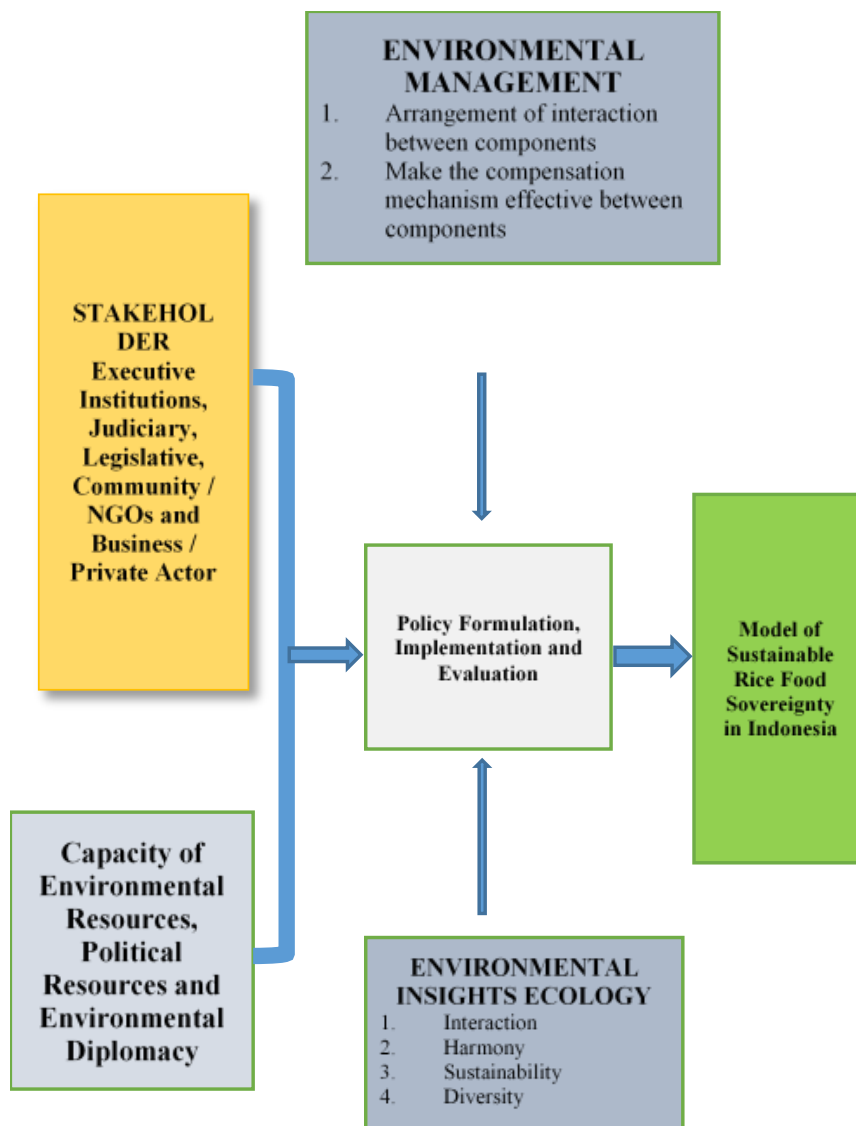 ENVIRONMENTAL
MANAGEMENT
1. Arrangement of interaction
between components
2. Make the compensation
mechanism effective between
components
STAKEHOL
DER
Executive
Institutions,
Judiciary,
Legislative,
Community /
NGOs and
Business /
Private Actor
Policy Formulation,
Implementation and
Evaluation
Model of
Sustainable
Rice Food
Sovereignty
in Indonesia
Capacity of
Environmental
Resources,
Political
Resources and
Environmental
Diplomacy
ENVIRONMENTAL
INSIGHTS ECOLOGY
1. Interaction
2. Harmony
3. Sustainability
4. Diversity